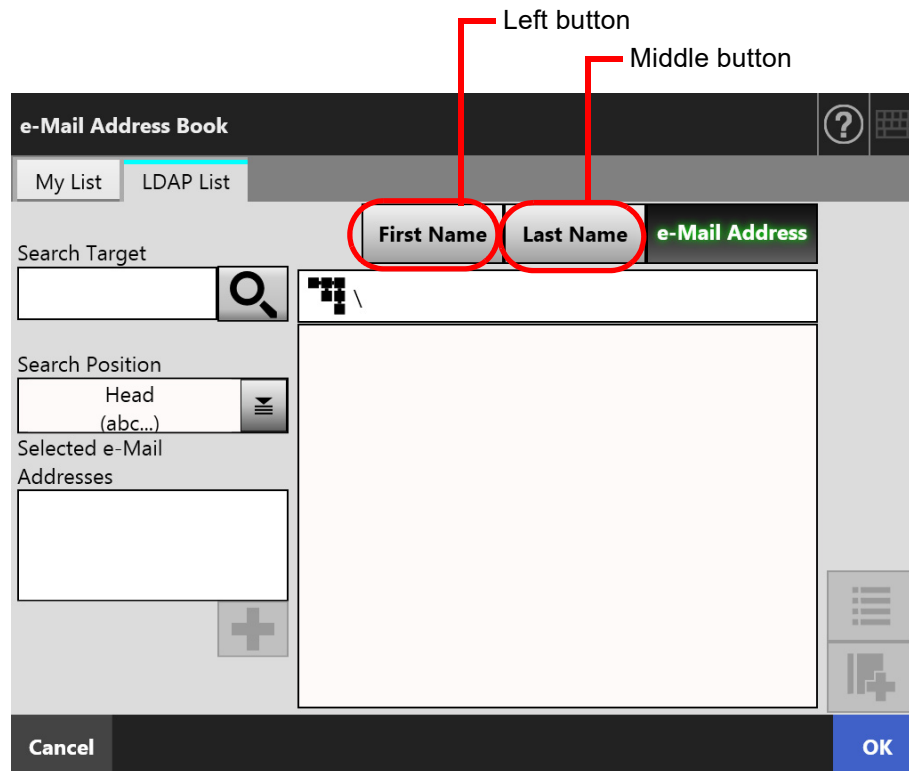 Left button
Middle button
e-Mail Address Book
?
My List
LDAP List
First Name
Last Name
e-Mail Address
Search Target
\
Search Position
Head
(abc...)
Selected e-Mail
Addresses
Cancel
OK